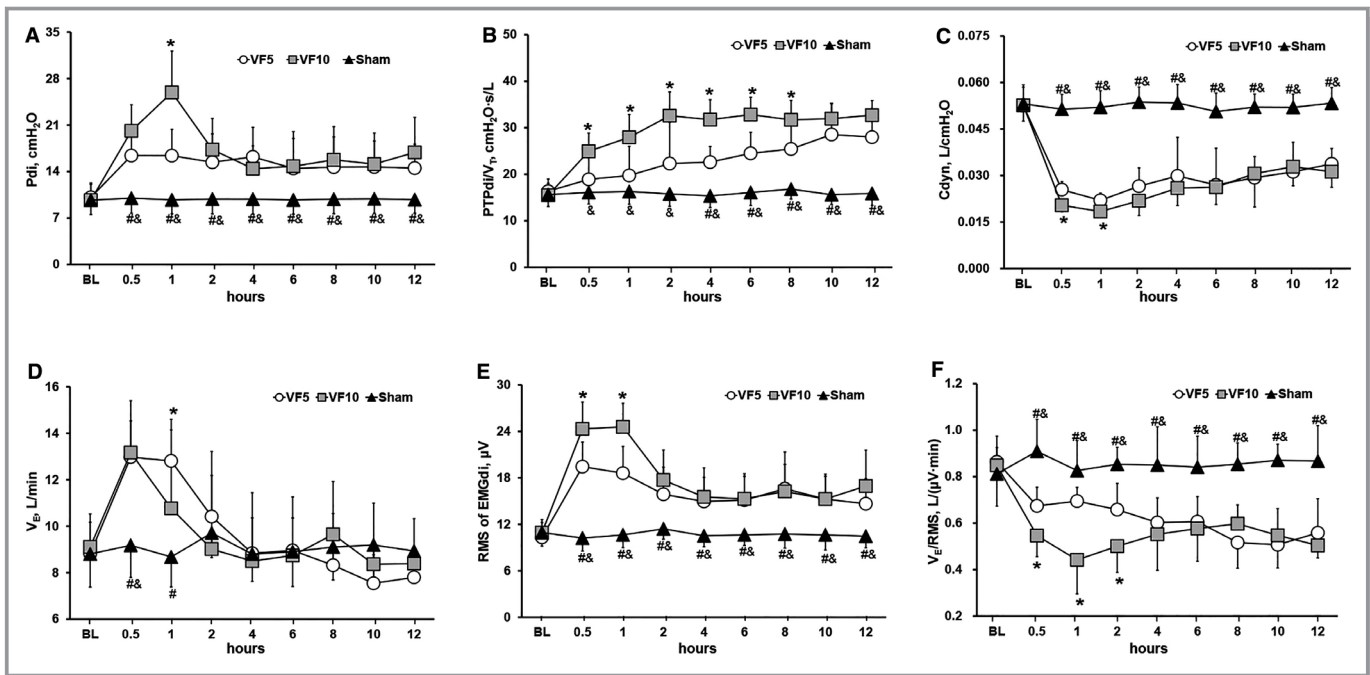 A
Pdi, cmH₂O
35
28
21
14
7
0
*
VF5 VF10 Sham
#& #& #& #& #& #& #& #&
BL 0.5 1 2 4 6 8 10 12
hours
B
PTPdi/V_T, cmH₂O·s/L
50
40
30
20
10
0
VF5 VF10 Sham
* * * * * *
& & & #& #& #& #& #&
BL 0.5 1 2 4 6 8 10 12
hours
C
Cdyn, L/cmH₂O
0.075
0.060
0.045
0.030
0.015
0.000
VF5 VF10 Sham
#& #& #& #& #& #& #& #&
* *
BL 0.5 1 2 4 6 8 10 12
hours
D
V_E, L/min
16
14
12
10
8
6
VF5 VF10 Sham
*
#& #
BL 0.5 1 2 4 6 8 10 12
hours
E
RMS of EMGdi, µV
30
24
18
12
6
0
VF5 VF10 Sham
* *
#& #& #& #& #& #& #& #&
BL 0.5 1 2 4 6 8 10 12
hours
F
V_E/RMS, L/(µV·min)
1.2
1.0
0.8
0.6
0.4
0.2
VF5 VF10 Sham
#& #& #& #& #& #& #& #&
* * *
BL 0.5 1 2 4 6 8 10 12
hours